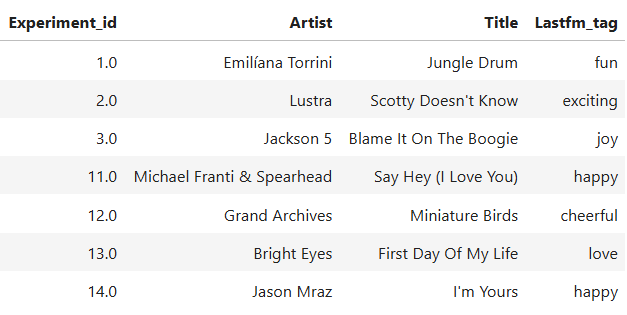 Experiment_id Artist Title Lastfm_tag
1.0 Emilíana Torrini Jungle Drum fun
2.0 Lustra Scotty Doesn't Know exciting
3.0 Jackson 5 Blame It On The Boogie joy
11.0 Michael Franti & Spearhead Say Hey (I Love You) happy
12.0 Grand Archives Miniature Birds cheerful
13.0 Bright Eyes First Day Of My Life love
14.0 Jason Mraz I'm Yours happy